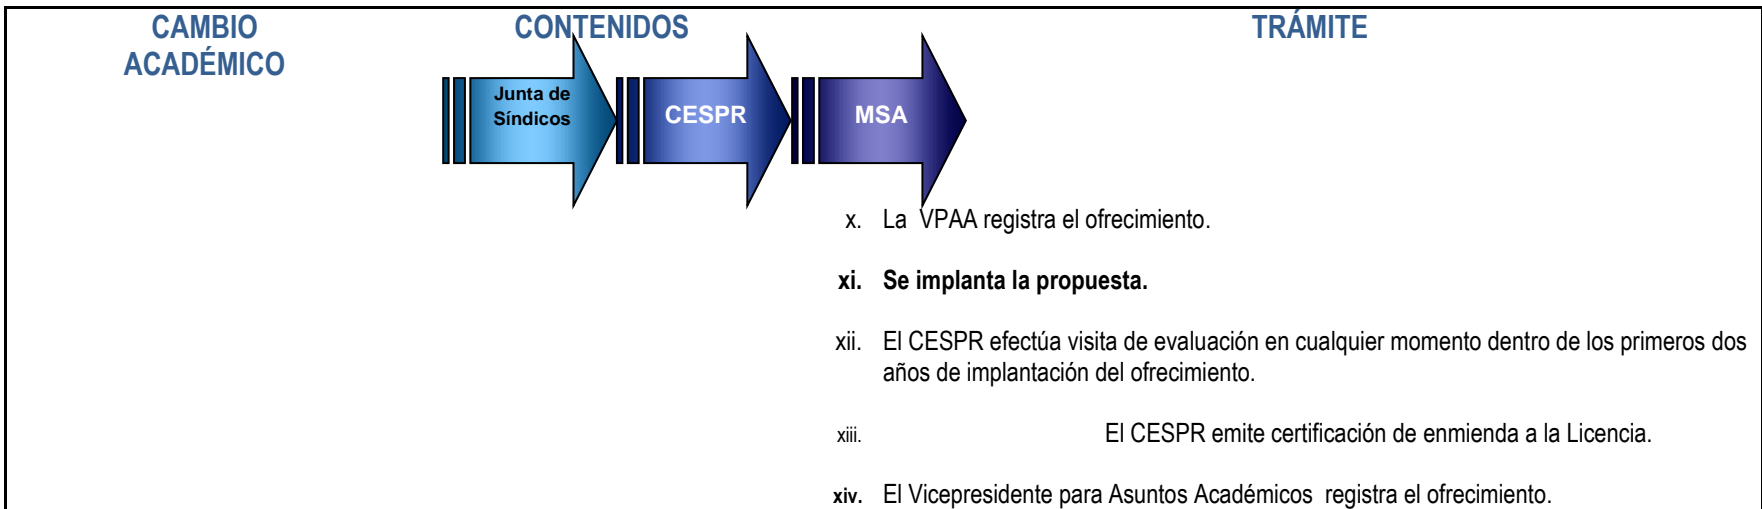 CAMBIO
ACADÉMICO
CONTENIDOS
TRÁMITE
Junta de
Síndicos
CESPR
MSA
x. La VPAA registra el ofrecimiento.
xi. Se implanta la propuesta.
xii. El CESPR efectúa visita de evaluación en cualquier momento dentro de los primeros dos
años de implantación del ofrecimiento.
xiii. El CESPR emite certificación de enmienda a la Licencia.
xiv. El Vicepresidente para Asuntos Académicos registra el ofrecimiento.